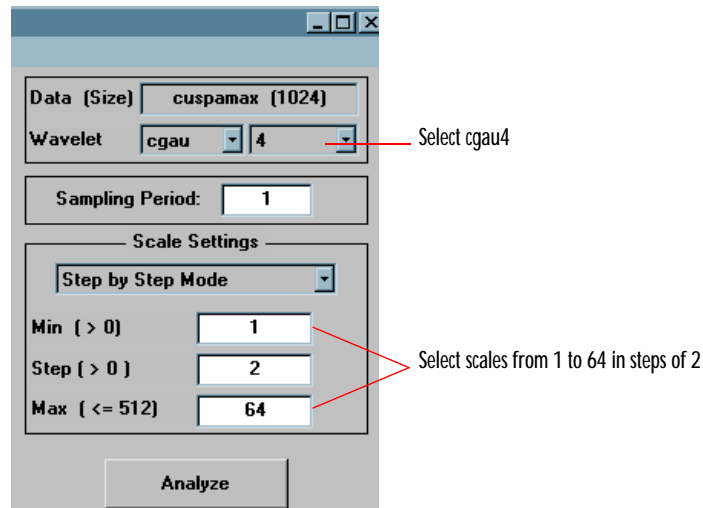 Data (Size) cuspamax (1024)
Wavelet cgau 4 Select cgau4
Sampling Period: 1
Scale Settings
Step by Step Mode
Min ( > 0) 1
Step ( > 0 ) 2 Select scales from 1 to 64 in steps of 2
Max ( <= 512) 64
Analyze